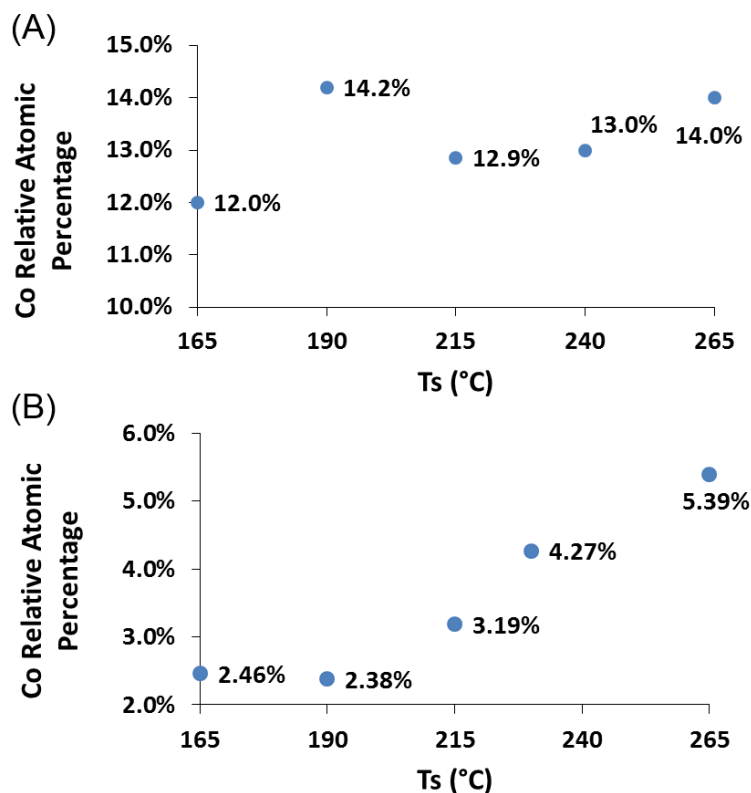 (A)
15.0%
14.0%
13.0%
12.0%
11.0%
10.0%
Co Relative Atomic
Percentage
14.2%
13.0%
14.0%
12.9%
12.0%
165 190 215 240 265
Ts (°C)
(B)
6.0%
5.0%
4.0%
3.0%
2.0%
Co Relative Atomic
Percentage
5.39%
4.27%
3.19%
2.46%
2.38%
165 190 215 240 265
Ts (°C)